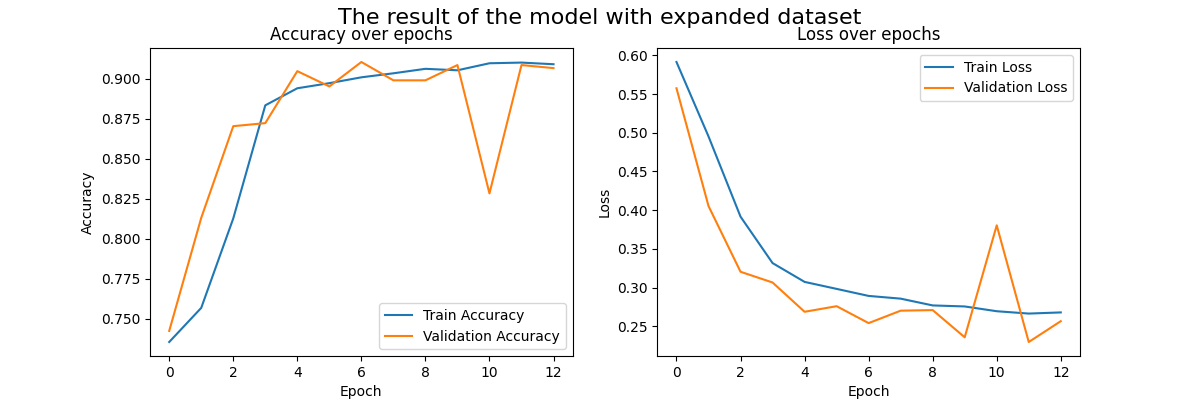 The result of the model with expanded dataset
Accuracy over epochs
Accuracy
0.900
0.875
0.850
0.825
0.800
0.775
0.750
Train Accuracy
Validation Accuracy
0 2 4 6 8 10 12
Epoch
Loss over epochs
Loss
0.60
0.55
0.50
0.45
0.40
0.35
0.30
0.25
Train Loss
Validation Loss
0 2 4 6 8 10 12
Epoch